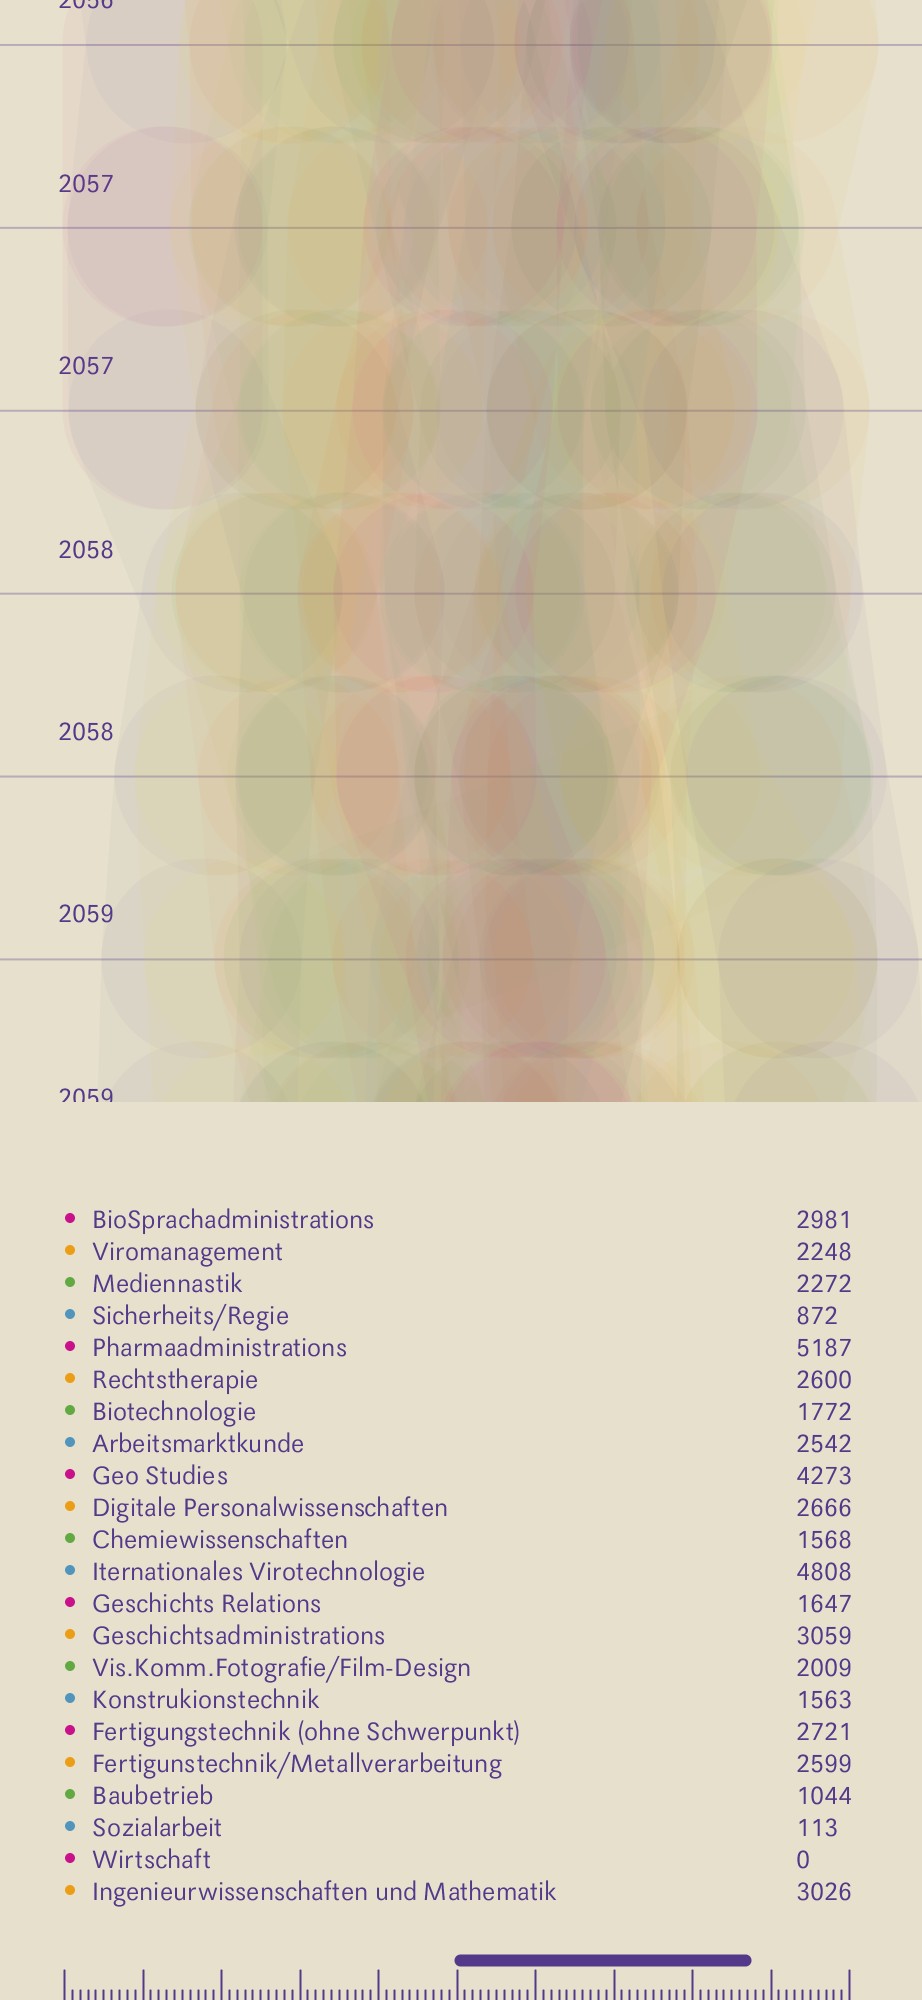 2056
2057
2057
2058
2058
2059
2059
BioSprachadministrations 2981
Viromanagement 2248
Mediennastik 2272
Sicherheits/Regie 872
Pharmaadministrations 5187
Rechtstherapie 2600
Biotechnologie 1772
Arbeitsmarktkunde 2542
Geo Studies 4273
Digitale Personalwissenschaften 2666
Chemiewissenschaften 1568
Iternationales Virotechnologie 4808
Geschichts Relations 1647
Geschichtsadministrations 3059
Vis.Komm.Fotografie/Film-Design 2009
Konstrukionstechnik 1563
Fertigungstechnik (ohne Schwerpunkt) 2721
Fertigunstechnik/Metallverarbeitung 2599
Baubetrieb 1044
Sozialarbeit 113
Wirtschaft 0
Ingenieurwissenschaften und Mathematik 3026